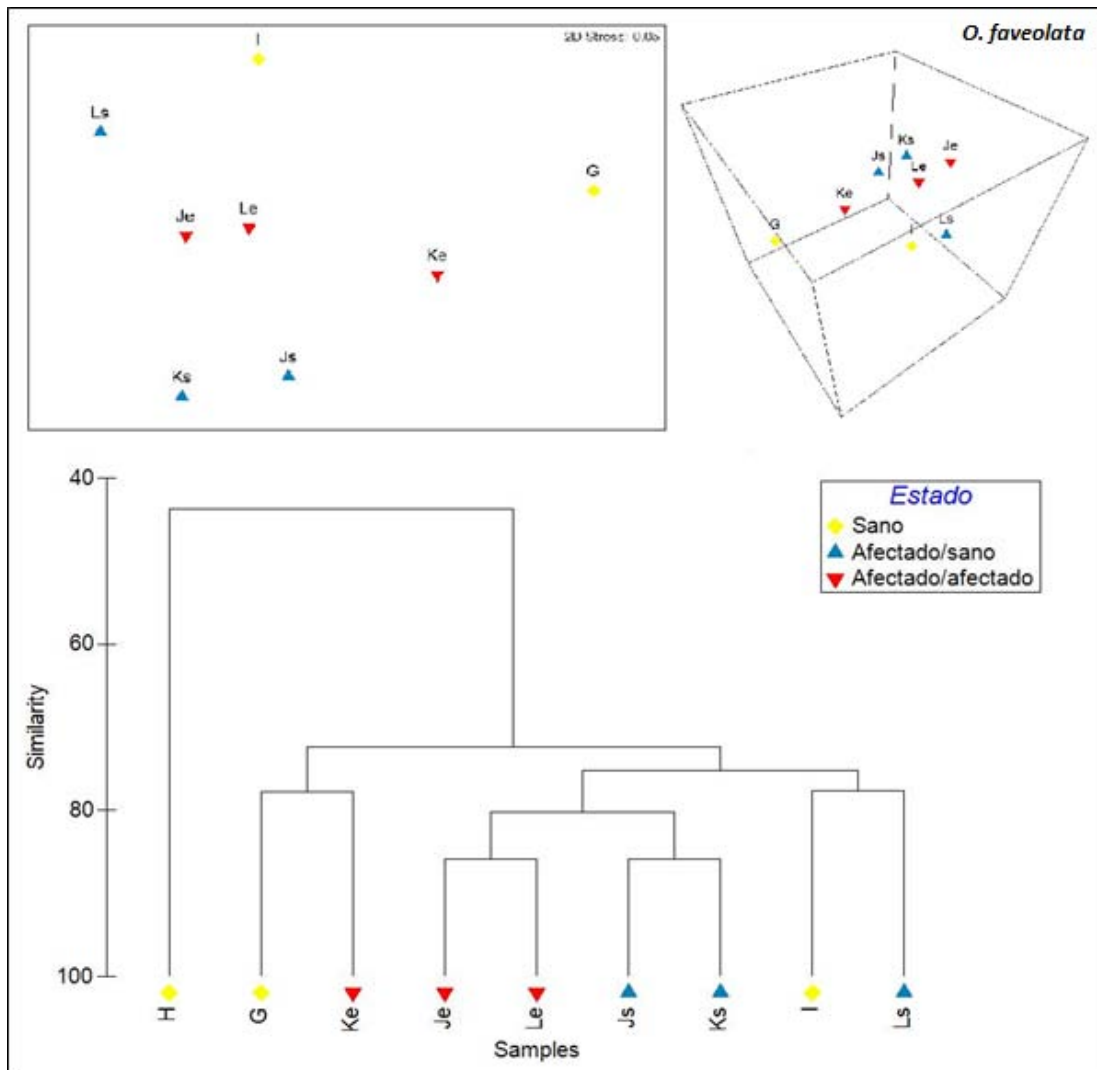 2D Stress: 0.05
I
Ls
G
Je
Le
Ke
Js
Ks
O. faveolata
Ks
Je
Js
Le
Ke
G
Ls
I
Estado
Sano
Afectado/sano
Afectado/afectado
40
60
80
100
Similarity
H
G
Ke
Je
Le
Js
Ks
I
Ls
Samples